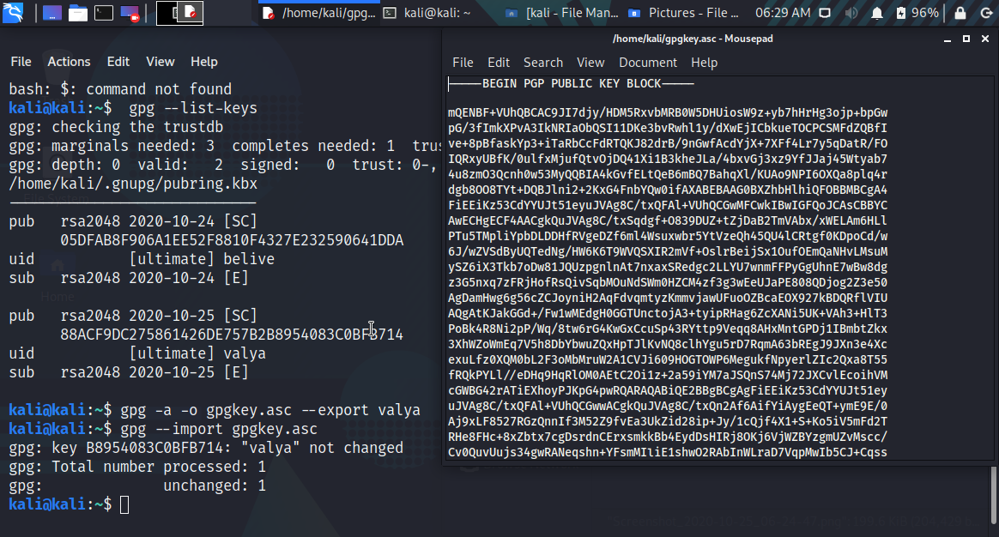 /home/kali/gpg... kali@kali: ~ [kali - File Man... Pictures - File ... 06:29 AM 96%
File Actions Edit View Help
bash: $: command not found
kali@kali:~$  gpg --list-keys
gpg: checking the trustdb
gpg: marginals needed: 3  completes needed: 1  trus
gpg: depth: 0  valid:   2  signed:   0  trust: 0-,
/home/kali/.gnupg/pubring.kbx
-----------------------------
pub   rsa2048 2020-10-24 [SC]
      05DFAB8F906A1EE52F8810F4327E232590641DDA
uid           [ultimate] belive
sub   rsa2048 2020-10-24 [E]
pub   rsa2048 2020-10-25 [SC]
      88ACF9DC275861426DE757B2B8954083C0BFB714
uid           [ultimate] valya
sub   rsa2048 2020-10-25 [E]
kali@kali:~$ gpg -a -o gpgkey.asc --export valya
kali@kali:~$ gpg --import gpgkey.asc
gpg: key B8954083C0BFB714: "valya" not changed
gpg: Total number processed: 1
gpg:              unchanged: 1
kali@kali:~$
/home/kali/gpgkey.asc - Mousepad
File Edit Search View Document Help
-----BEGIN PGP PUBLIC KEY BLOCK-----
mQENBF+VUhQBCAC9JI7djy/HDM5RxvbMRB0W5DHUiosW9z+yb7hHrHg3ojp+bpGw
pG/3fImkXPvA3IkNRIaObQSI11DKe3bvRwhl1y/dXwEjICbkueTOCPCSMFdZQBfI
ve+8pBfaskYp3+iTaRbCcFdRTQKJ82drB/9nGwfAcdYjX+7XFf4Lr7y5qDatR/FO
IQRxyUBfK/0ulfxMjufQtvOjDQ41Xi1B3kheJLa/4bxvGj3xz9YfJJaj45Wtyab7
4u8zmO3Qcnh0w53MyQQBIA4kGvfELtQeB6mBQ7BahqXl/KUAo9NPI6OXQa8plq4r
dgb8OO8TYt+DQBJlni2+2KxG4FnbYQw0ifAXABEBAAG0BXZhbHlhiQFOBBMBCgA4
FiEEiKz53CdYYUJt51eyuJVAg8C/txQFAl+VUhQCGwMFCwkIBwIGFQoJCAsCBBYC
AwECHgECF4AACgkQuJVAg8C/txSqdgf+O839DUZ+tZjDaB2TmVAbx/xWELAm6HLl
PTu5TMpliYpbDLDDHfRVgeDZf6ml4Wsuxwbr5YtVzeQh45QU4lCRtgf0KDpoCd/w
6J/wZVSdByUQTedNg/HW6K6T9WVQSXIR2mVf+OslrBeijSx1OufOEmQaNHvLMsuM
ySZ6iX3Tkb7oDw81JQUzpgnlnAt7nxaxSRedgc2LLYU7wnmFFPyGgUhnE7wBw8dg
z3G5nxq7zFRjHofRsQivSqbMOuNdSWm0HZCM4zf3g3wEeUJaPE808QDjog2Z3e50
AgDamHwg6g56cZCJoyniH2AqFdvqmtyzKmmvjawUFuoOZBcaEOX927kBDQRflVIU
AQgAtKJakGGd+/Fw1wMEdgH0GGTUnctojA3+tyipRHag6ZcXANi5UK+VAh3+HlT3
PoBk4R8Ni2pP/Wq/8tw6rG4KwGxCcuSp43RYttp9Veqq8AHxMntGPDj1IBmbtZkx
3XhWZoWmEq7V5h8DbYbwuZQxHpTJlKvNQ8clhYgu5rD7RqmA63bREgJ9JXn3e4Xc
exuLfz0XQM0bL2F3oMbMruW2A1CVJi609HOGTOWP6MegukfNpyerlZIc2Qxa8T55
fRQkPYLl//eDHq9HqRlOM0AEtC2Oi1z+2a59iYM7aJSQnS74Mj72JXCvlEcoihVM
cGWBG42rATiEXhoyPJKpG4pwRQARAQABiQE2BBgBCgAgFiEEiKz53CdYYUJt51ey
uJVAg8C/txQFAl+VUhQCGwwACgkQuJVAg8C/txQn2Af6AifYiAygEeQT+ymE9E/0
Aj9xLF8527RGzQnnIf3M52Z9fvEa3UkZid28ip+Jy/1cQjf4X1+S+Ko5iV5mFd2T
RHe8FHc+8xZbtx7cgDsrdnCErxsmkkBb4EydDsHIRj8OKj6VjWZBYzgmUZvMscc/
Cv0QuvUujs34gwRANeqshn+YFsmMIliE1shwO2RAbInWLraD7VqpMwIb5CJ+Cqss